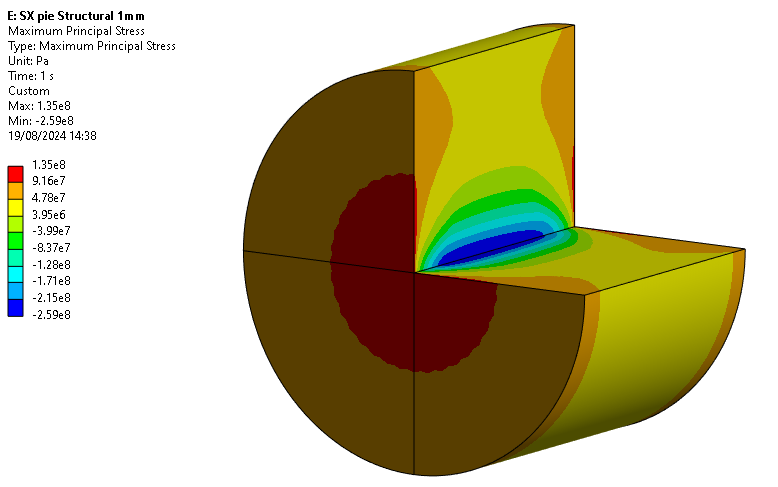 E: SX pie Structural 1mm
Maximum Principal Stress
Type: Maximum Principal Stress
Unit: Pa
Time: 1 s
Custom
Max: 1.35e8
Min: -2.59e8
19/08/2024 14:38
1.35e8
9.16e7
4.78e7
3.95e6
-3.99e7
-8.37e7
-1.28e8
-1.71e8
-2.15e8
-2.59e8